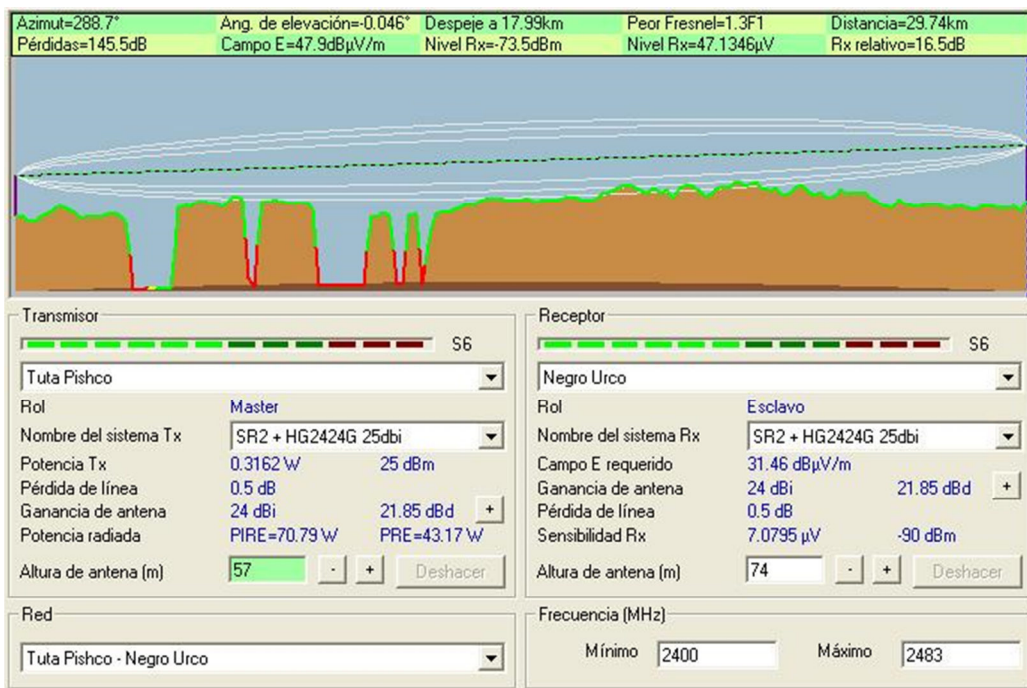 Azimut=288.7° Ang. de elevación=-0.046° Despeje a 17.99km Peor Fresnel=1.3F1 Distancia=29.74km
Pérdidas=145.5dB Campo E=47.9dBμV/m Nivel Rx=-73.5dBm Nivel Rx=47.1346μV Rx relativo=16.5dB
Transmisor
S6
Tuta Pishco
Rol Master
Nombre del sistema Tx SR2 + HG2424G 25dbi
Potencia Tx 0.3162 W 25 dBm
Pérdida de línea 0.5 dB
Ganancia de antena 24 dBi 21.85 dBd +
Potencia radiada PIRE=70.79 W PRE=43.17 W
Altura de antena (m) 57 - + Deshacer
Red
Tuta Pishco - Negro Urco
Receptor
S6
Negro Urco
Rol Esclavo
Nombre del sistema Rx SR2 + HG2424G 25dbi
Campo E requerido 31.46 dBμV/m
Ganancia de antena 24 dBi 21.85 dBd +
Pérdida de línea 0.5 dB
Sensibilidad Rx 7.0795 μV -90 dBm
Altura de antena (m) 74 - + Deshacer
Frecuencia (MHz)
Mínimo 2400 Máximo 2483